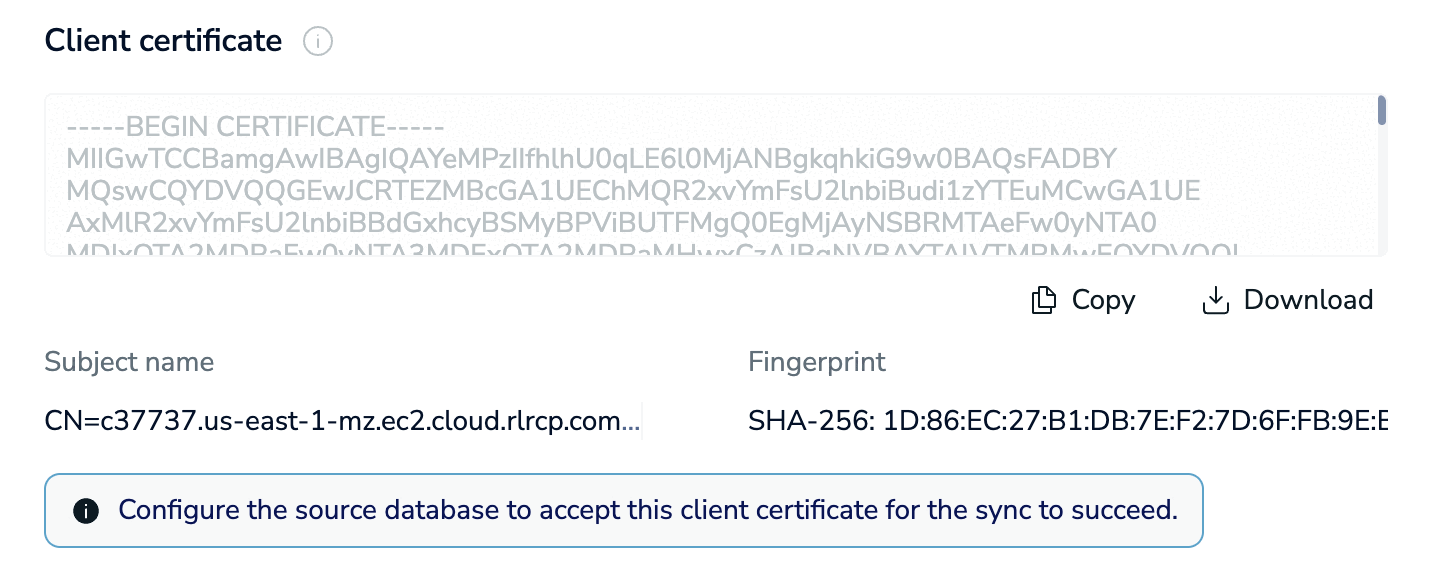 Client certificate
-----BEGIN CERTIFICATE-----
MIIGwTCCBamgAwIBAgIQAYeMPzIIfhlhU0qLE6l0MjANBgkqhkiG9w0BAQsFADBY
MQswCQYDVQQGEwJCRTEZMBcGA1UEChMQR2xvYmFsU2lnbiBudi1zYTEuMCwGA1UE
AxMlR2xvYmFsU2lnbiBBdGxhcyBSMyBPViBUTFMgQ0EgMjAyNSBRMTAeFw0yNTA0
Copy
Download
Subject name
Fingerprint
CN=c37737.us-east-1-mz.ec2.cloud.rlrcp.com...
SHA-256: 1D:86:EC:27:B1:DB:7E:F2:7D:6F:FB:9E:E
Configure the source database to accept this client certificate for the sync to succeed.